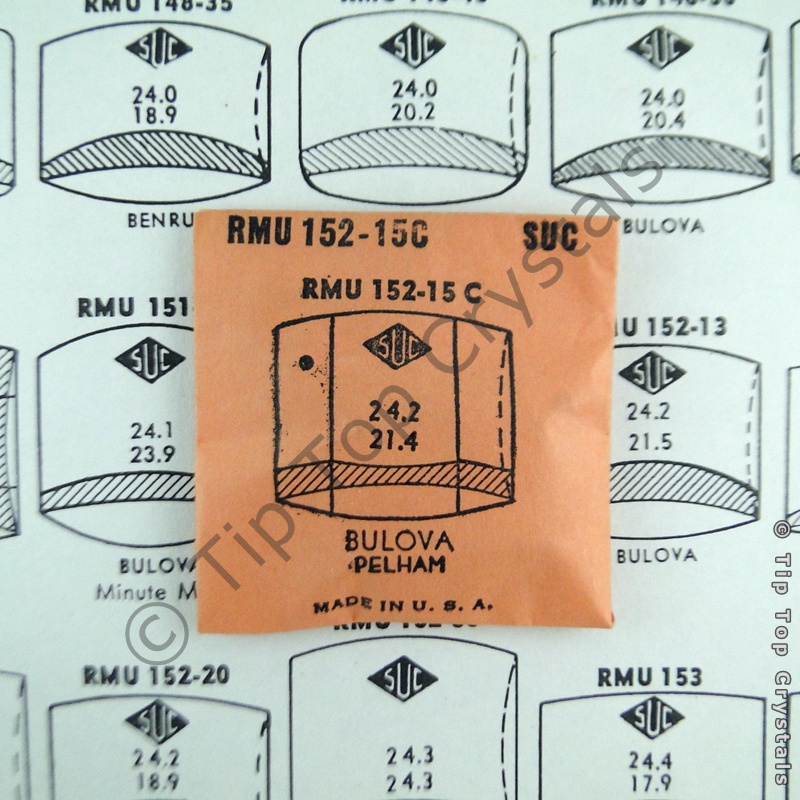 RMU 148-35
SUC
24.0
18.9
BENRU
SUC
24.0
20.2
SUC
24.0
20.4
BULOVA
RMU 151-
SUC
24.1
23.9
BULOVA
Minute M
RMU 152-15C SUC
RMU 152-15 C
SUC
24.2
21.4
BULOVA
PELHAM
MADE IN U. S. A.
MU 152-13
SUC
24.2
21.5
BULOVA
RMU 152-20
SUC
24.2
18.9
SUC
24.3
24.3
RMU 153
SUC
24.4
17.9
© Tip Top Crystals
© Tip Top Crystals